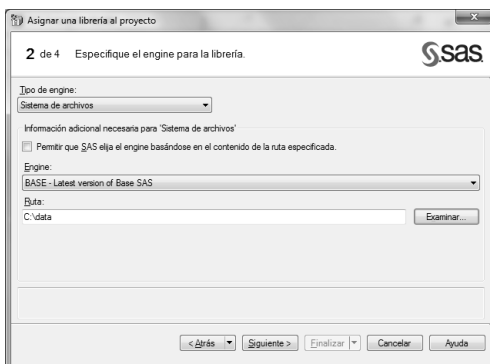 Asignar una librería al proyecto
2 de 4 Especifique el engine para la librería.
sas
Tipo de engine:
Sistema de archivos
Información adicional necesaria para 'Sistema de archivos'
Permitir que SAS elija el engine basándose en el contenido de la ruta especificada.
Engine:
BASE - Latest version of Base SAS
Ruta:
C:\data
Examinar...
< Atrás Siguiente > Finalizar Cancelar Ayuda